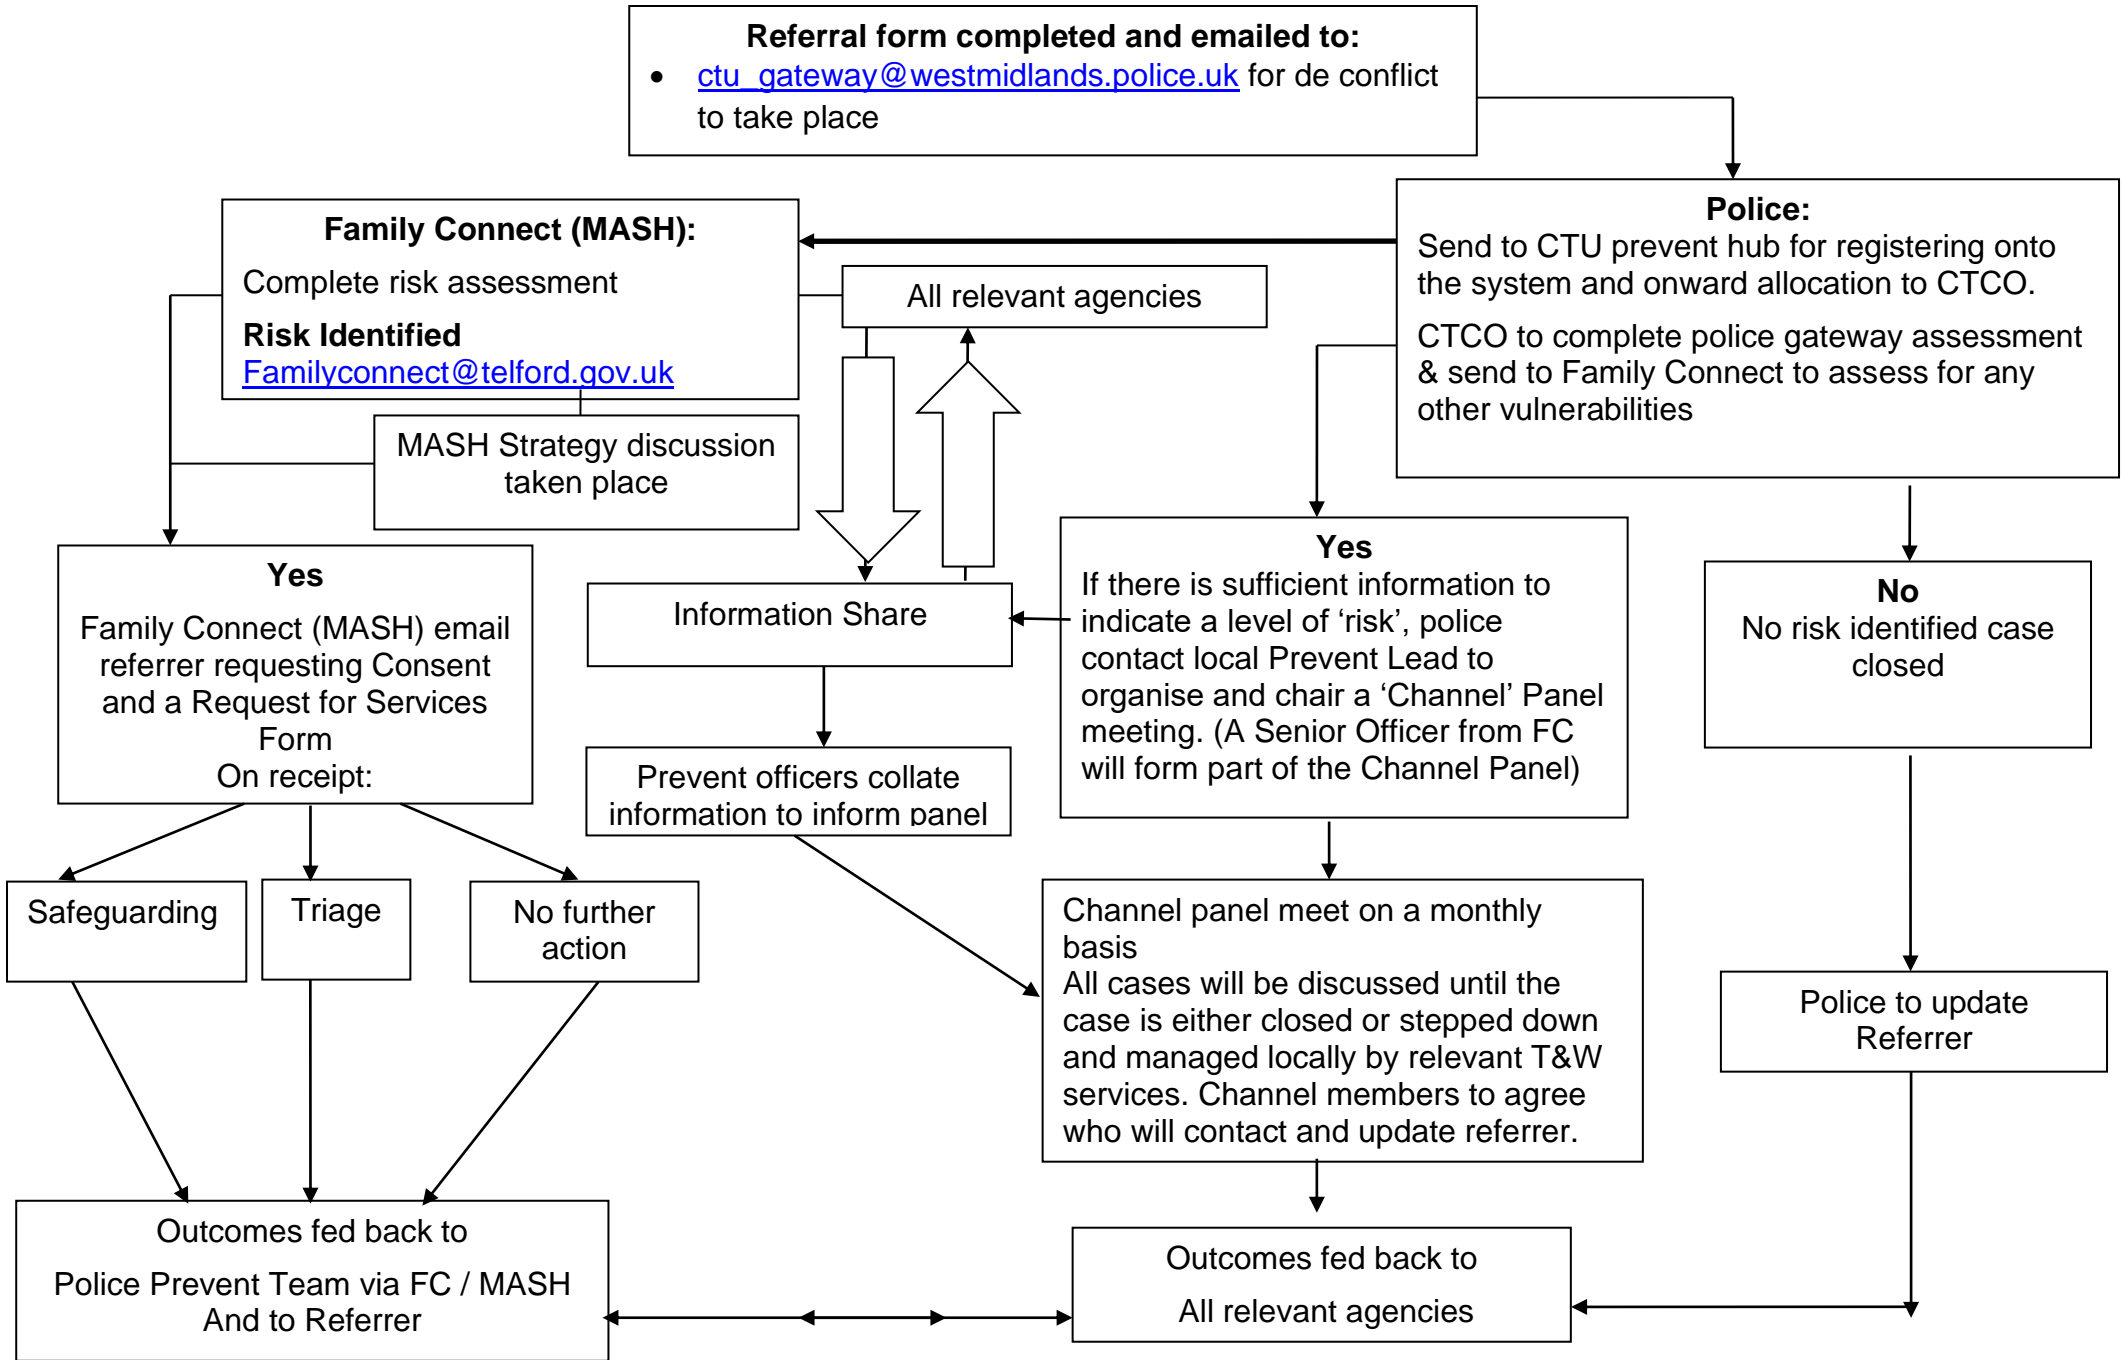 Referral form completed and emailed to:
• ctu_gateway@westmidlands.police.uk for de conflict
to take place
Police:
Send to CTU prevent hub for registering onto
the system and onward allocation to CTCO.
CTCO to complete police gateway assessment
& send to Family Connect to assess for any
other vulnerabilities
Family Connect (MASH):
Complete risk assessment
Risk Identified
Familyconnect@telford.gov.uk
All relevant agencies
MASH Strategy discussion
taken place
Yes
Family Connect (MASH) email
referrer requesting Consent
and a Request for Services
Form
On receipt:
Information Share
Yes
If there is sufficient information to
indicate a level of ‘risk’, police
contact local Prevent Lead to
organise and chair a ‘Channel’ Panel
meeting. (A Senior Officer from FC
will form part of the Channel Panel)
No
No risk identified case
closed
Prevent officers collate
information to inform panel
Safeguarding
Triage
No further
action
Channel panel meet on a monthly
basis
All cases will be discussed until the
case is either closed or stepped down
and managed locally by relevant T&W
services. Channel members to agree
who will contact and update referrer.
Police to update
Referrer
Outcomes fed back to
Police Prevent Team via FC / MASH
And to Referrer
Outcomes fed back to
All relevant agencies